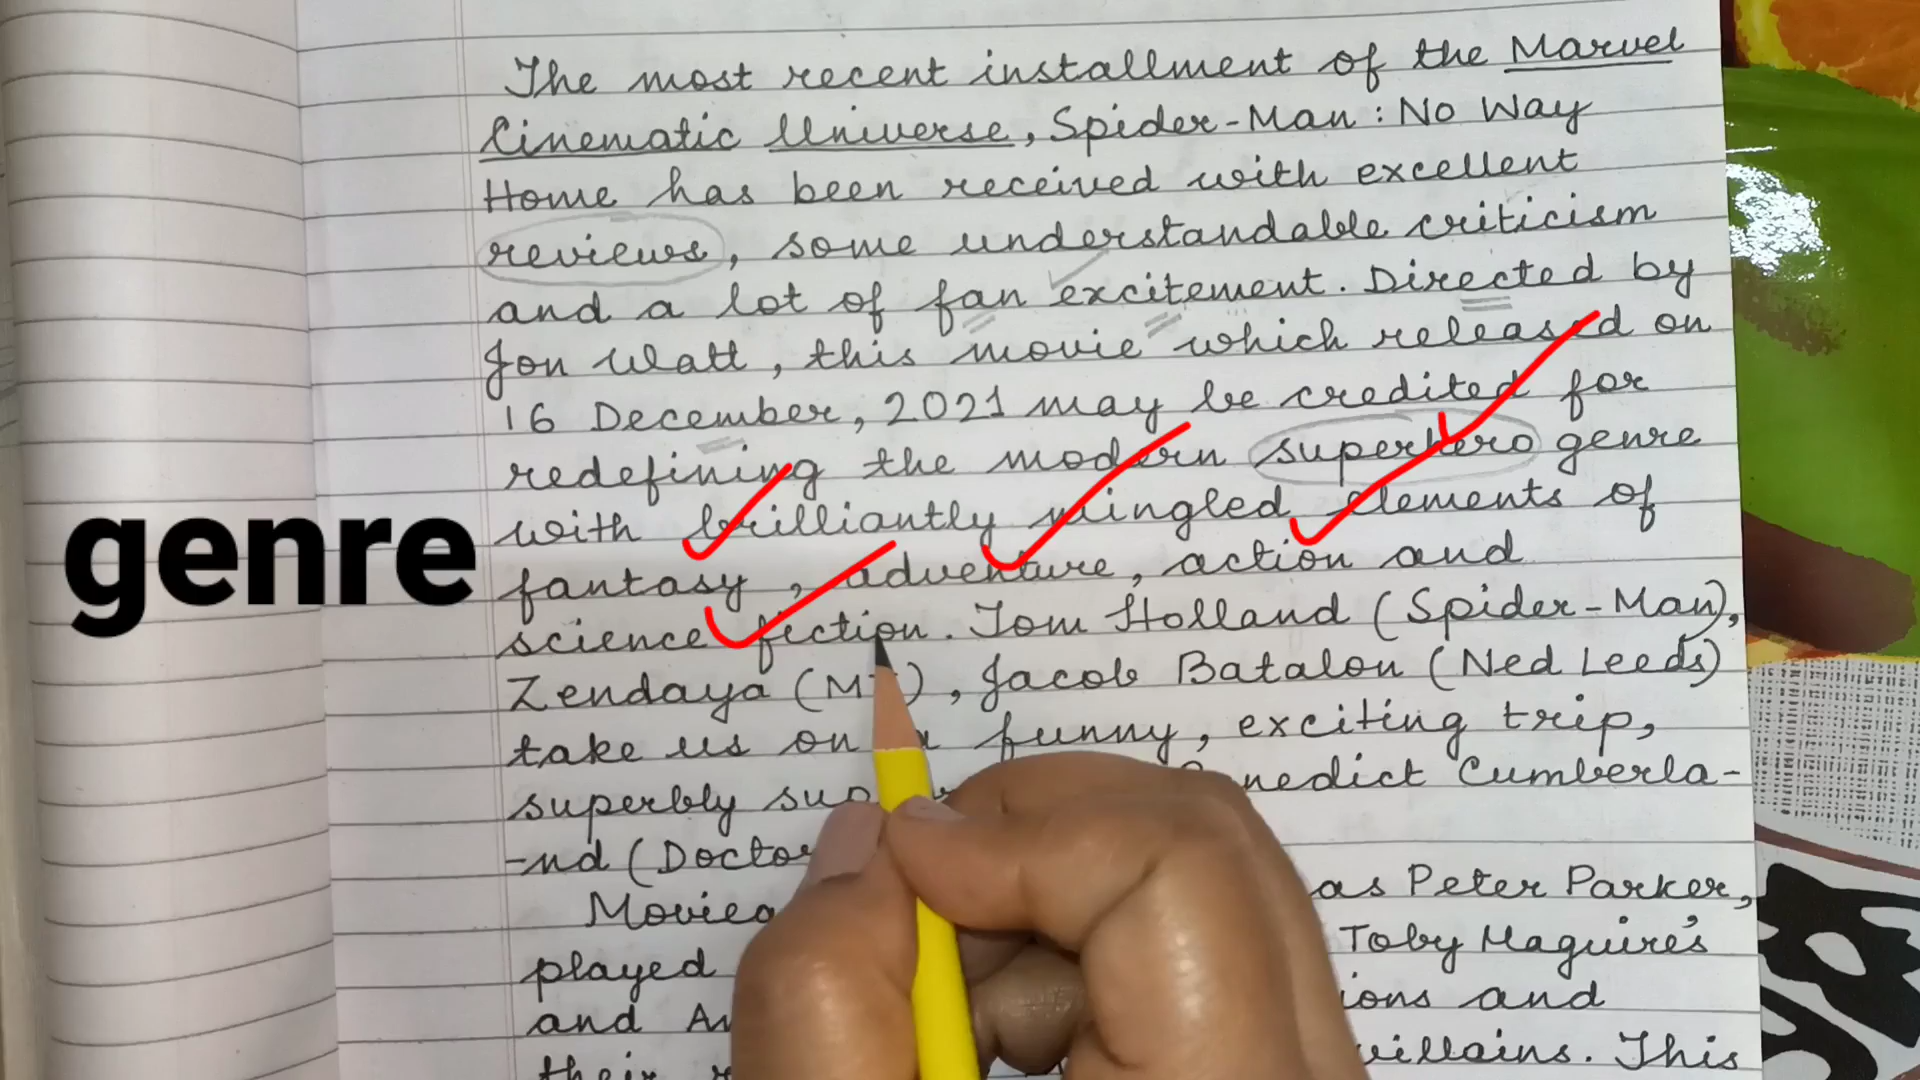 The most recent installment of the Marvel
Cinematic Universe, Spider-Man: No Way
Home has been received with excellent
reviews, some understandable criticism
and a lot of fan excitement. Directed by
Jon Watt, this movie which released on
16 December, 2021 may be credited for
redefining the modern superhero genre
with brilliantly mingled elements of
genre
fantasy, adventure, action and
science fiction. Tom Holland (Spider-Man),
Zendaya (MJ), Jacob Batalon (Ned Leeds)
take us on a funny, exciting trip,
superbly Benedict Cumberla-
-nd (Doctor
as Peter Parker,
played Toby Maguire's
and and
their villains. This